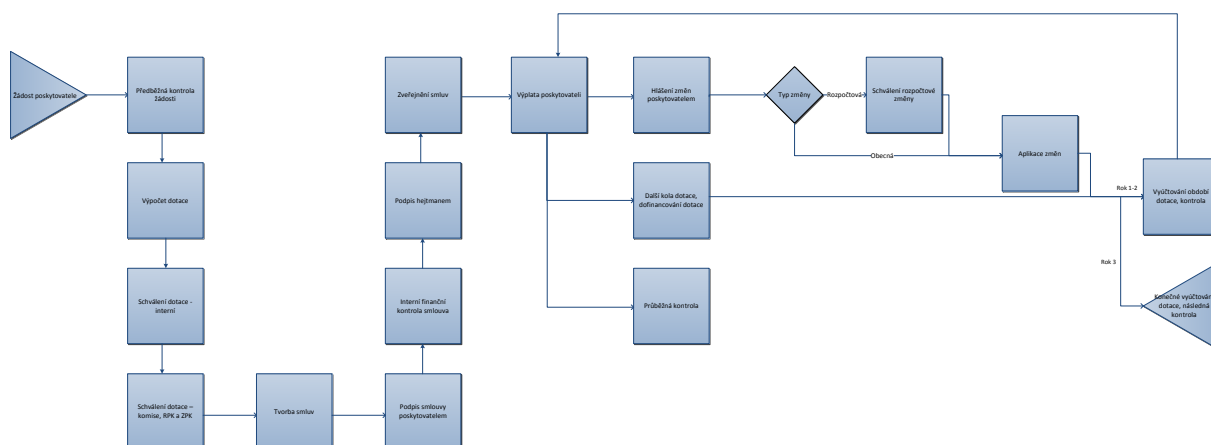 Žádost poskytovatele
Předběžná kontrola
žádosti
Výpočet dotace
Schválení dotace -
interní
Schválení dotace –
komise, RPK a ZPK
Tvorba smluv
Podpis smlouvy
poskytovatelem
Interní finanční
kontrola smlouva
Podpis hejtmanem
Zveřejnění smluv
Výplata poskytovateli
Hlášení změn
poskytovatelem
Typ změny
Rozpočtová
Schválení rozpočtové
změny
Obecná
Aplikace změn
Další kola dotace,
dofinancování dotace
Průběžná kontrola
Rok 1-2
Vyúčtování období
dotace, kontrola
Rok 3
Konečné vyúčtování
dotace, následná
kontrola